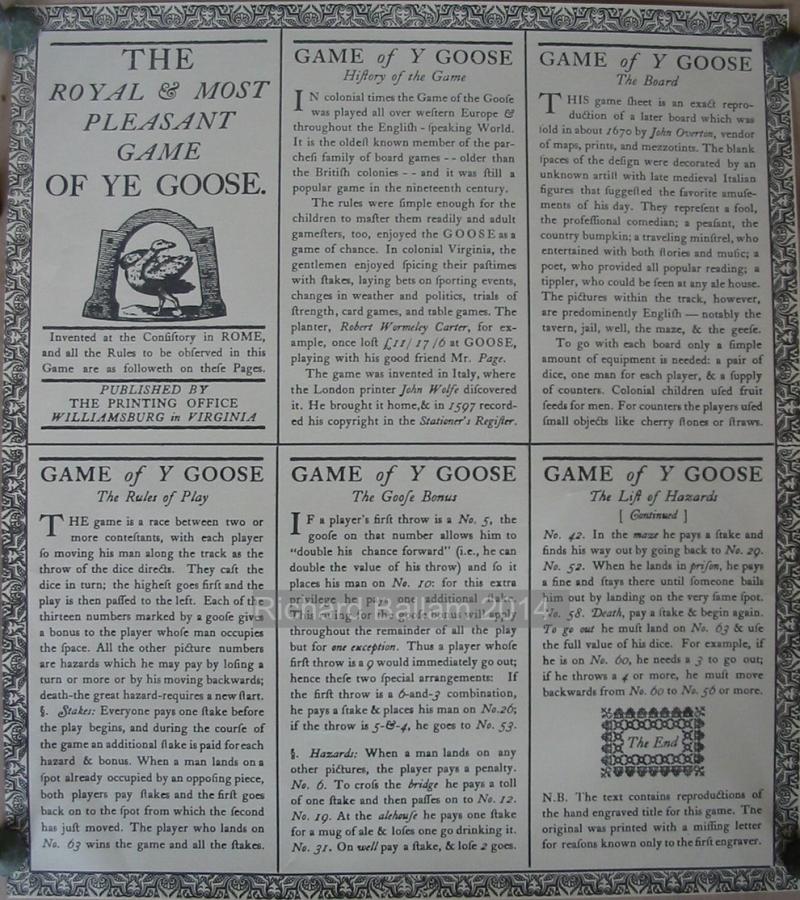 THE
ROYAL & MOST
PLEASANT
GAME
OF YE GOOSE.
Invented at the Conſiſtory in ROME,
and all the Rules to be obſerved in this
Game are as followeth on theſe Pages.
PUBLISHED BY
THE PRINTING OFFICE
WILLIAMSBURG in VIRGINIA
GAME of Y GOOSE
Hiſtory of the Game
IN colonial times the Game of the Gooſe
was played all over weſtern Europe &
throughout the Engliſh - ſpeaking World.
It is the oldeſt known member of the par-
cheſi family of board games - - older than
the Britiſh colonies - - and it was ſtill a
popular game in the nineteenth century.
The rules were ſimple enough for the
children to maſter them readily and adult
gameſters, too, enjoyed the GOOSE as a
game of chance. In colonial Virginia, the
gentlemen enjoyed ſpicing their paſtimes
with ſtakes, laying bets on ſporting events,
changes in weather and politics, trials of
ſtrength, card games, and table games. The
planter, Robert Wormeley Carter, for ex-
ample, once loſt £11/17/6 at GOOSE,
playing with his good friend Mr. Page.
The game was invented in Italy, where
the London printer John Wolfe diſcovered
it. He brought it home, & in 1597 record-
ed his copyright in the Stationer's Regiſter.
GAME of Y GOOSE
The Board
THIS game ſheet is an exact repro-
duction of a later board which was
ſold in about 1670 by John Overton, vendor
of maps, prints, and mezzotints. The blank
ſpaces of the deſign were decorated by an
unknown artiſt with late medieval Italian
figures that ſuggeſted the favorite amuſe-
ments of his day. They repreſent a fool,
the profeſſional comedian; a peaſant, the
country bumpkin; a traveling minſtrel, who
entertained with both ſtories and muſic; a
poet, who provided all popular reading; a
tippler, who could be ſeen at any ale houſe.
The pictures within the track, however,
are predominently Engliſh — notably the
tavern, jail, well, the maze, & the geeſe.
To go with each board only a ſimple
amount of equipment is needed: a pair of
dice, one man for each player, & a ſupply
of counters. Colonial children uſed fruit
ſeeds for men. For counters the players uſed
ſmall objects like cherry ſtones or ſtraws.
GAME of Y GOOSE
The Rules of Play
THE game is a race between two or
more conteſtants, with each player
ſo moving his man along the track as the
throw of the dice directs. They caſt the
dice in turn; the higheſt goes firſt and the
play is then paſſed to the left. Each of the
thirteen numbers marked by a gooſe gives
a bonus to the player whoſe man occupies
the ſpace. All the other picture numbers
are hazards which he may pay by loſing a
turn or more or by his moving backwards;
death-the great hazard-requires a new ſtart.
§. Stakes: Everyone pays one ſtake before
the play begins, and during the courſe of
the game an additional ſtake is paid for each
hazard & bonus. When a man lands on a
ſpot already occupied by an oppoſing piece,
both players pay ſtakes and the firſt goes
back on to the ſpot from which the ſecond
has juſt moved. The player who lands on
No. 63 wins the game and all the ſtakes.
GAME of Y GOOSE
The Gooſe Bonus
IF a player's firſt throw is a No. 5, the
gooſe on that number allows him to
“double his chance forward” (i.e., he can
double the value of his throw) and ſo it
places his man on No. 10: for this extra
privilege he pays one additional ſtake.
This ruling for the gooſe bonus will apply
throughout the remainder of all the play
but for one exception. Thus a player whoſe
firſt throw is a 9 would immediately go out;
hence theſe two ſpecial arrangements: If
the firſt throw is a 6-and-3 combination,
he pays a ſtake & places his man on No.26;
if the throw is 5-&-4, he goes to No. 53.
§. Hazards: When a man lands on any
other pictures, the player pays a penalty.
No. 6. To croſs the bridge he pays a toll
of one ſtake and then paſſes on to No. 12.
No. 19. At the alehouſe he pays one ſtake
for a mug of ale & loſes one go drinking it.
No. 31. On well pay a ſtake, & loſe 2 goes.
GAME of Y GOOSE
The Liſt of Hazards
[ Continued ]
No. 42. In the maze he pays a ſtake and
finds his way out by going back to No. 29.
No. 52. When he lands in priſon, he pays
a fine and ſtays there until ſomeone bails
him out by landing on the very ſame ſpot.
No. 58. Death, pay a ſtake & begin again.
To go out he muſt land on No. 63 & uſe
the full value of his dice. For example, if
he is on No. 60, he needs a 3 to go out;
if he throws a 4 or more, he muſt move
backwards from No. 60 to No. 56 or more.
The End
N.B. The text contains reproductions of
the hand engraved title for this game. The
original was printed with a miſſing letter
for reaſons known only to the firſt engraver.
Richard Ballam 2014